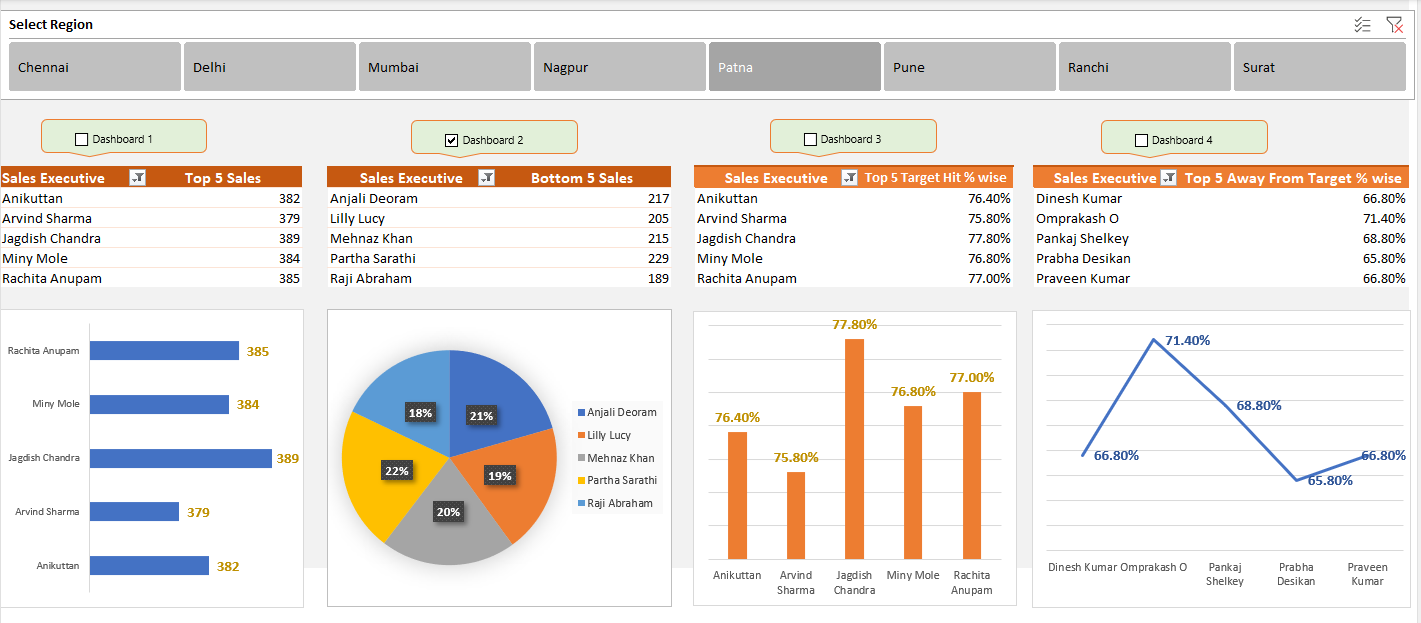 Select Region
Chennai Delhi Mumbai Nagpur Patna Pune Ranchi Surat
Dashboard 1 Dashboard 2 Dashboard 3 Dashboard 4
Sales Executive Top 5 Sales
Anikuttan 382
Arvind Sharma 379
Jagdish Chandra 389
Miny Mole 384
Rachita Anupam 385
Sales Executive Bottom 5 Sales
Anjali Deoram 217
Lilly Lucy 205
Mehnaz Khan 215
Partha Sarathi 229
Raji Abraham 189
Sales Executive Top 5 Target Hit % wise
Anikuttan 76.40%
Arvind Sharma 75.80%
Jagdish Chandra 77.80%
Miny Mole 76.80%
Rachita Anupam 77.00%
Sales Executive Top 5 Away From Target % wise
Dinesh Kumar 66.80%
Omprakash O 71.40%
Pankaj Shelkey 68.80%
Prabha Desikan 65.80%
Praveen Kumar 66.80%
Rachita Anupam 385
Miny Mole 384
Jagdish Chandra 389
Arvind Sharma 379
Anikuttan 382
18% 21%
22% 19%
20%
Anjali Deoram
Lilly Lucy
Mehnaz Khan
Partha Sarathi
Raji Abraham
76.40% 75.80% 77.80% 76.80% 77.00%
Anikuttan Arvind Sharma Jagdish Chandra Miny Mole Rachita Anupam
66.80% 71.40% 68.80% 65.80% 66.80%
Dinesh Kumar Omprakash O Pankaj Shelkey Prabha Desikan Praveen Kumar